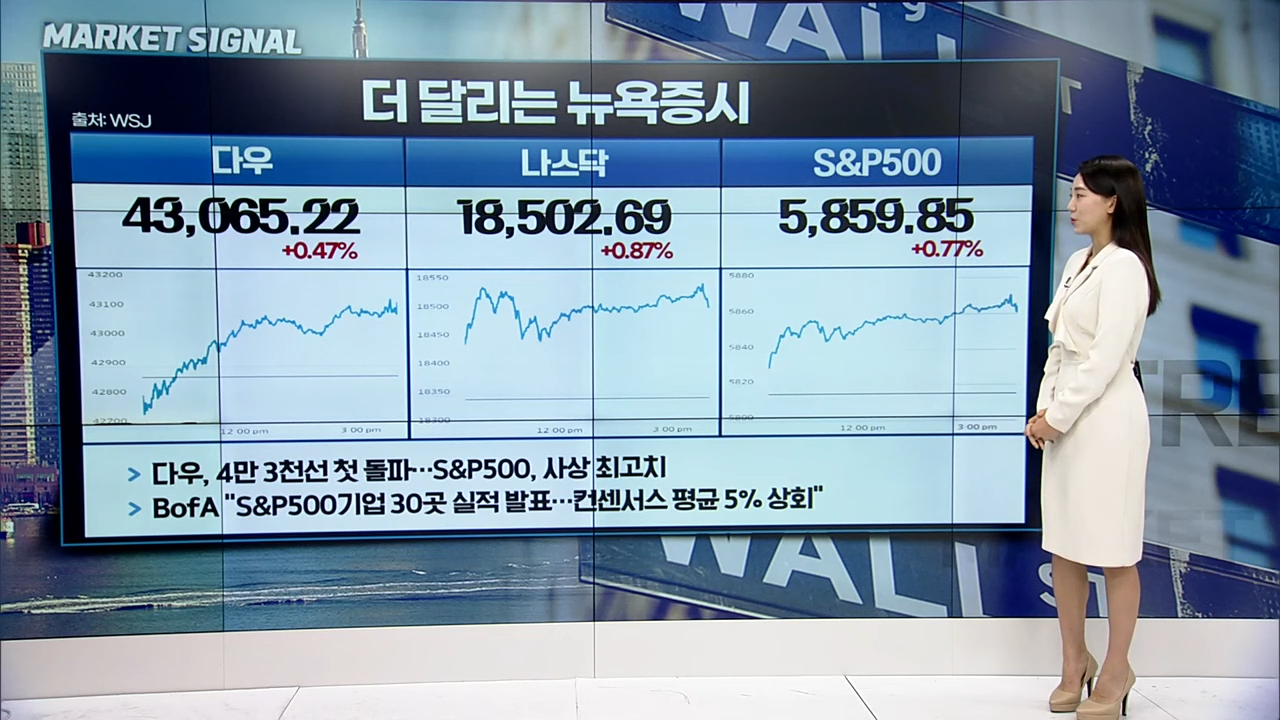 MARKET SIGNAL
더 달리는 뉴욕증시
출처: WSJ
다우 나스닥 S&P500
43,065.22 18,502.69 5,859.85
+0.47% +0.87% +0.77%
43200 18550 5880
43100 18500 5860
43000 18450 5840
42900 18400 5820
42800 18350 5800
42700 18300
12 00 pm 3 00 pm 12 00 pm 3 00 pm 12 00 pm 3 00 pm
> 다우, 4만 3천선 첫 돌파…S&P500, 사상 최고치
> BofA "S&P500기업 30곳 실적 발표…컨센서스 평균 5% 상회"
WALL
WALL ST
TRE